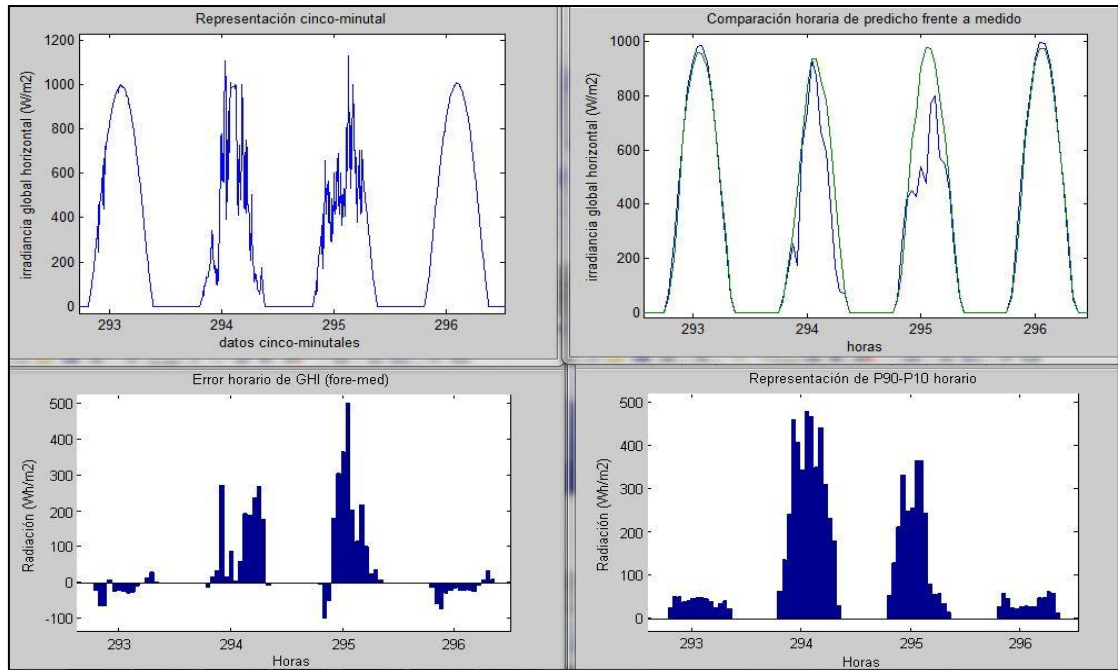 Representación cinco-minutal
1200
1000
800
600
400
200
0
irradiancia global horizontal (W/m2)
293 294 295 296
datos cinco-minutales
Comparación horaria de predicho frente a medido
1000
800
600
400
200
0
irradiancia global horizontal (W/m2)
293 294 295 296
horas
Error horario de GHI (fore-med)
500
400
300
200
100
0
-100
Radiación (Wh/m2)
293 294 295 296
Horas
Representación de P90-P10 horario
500
400
300
200
100
0
Radiación (Wh/m2)
293 294 295 296
Horas